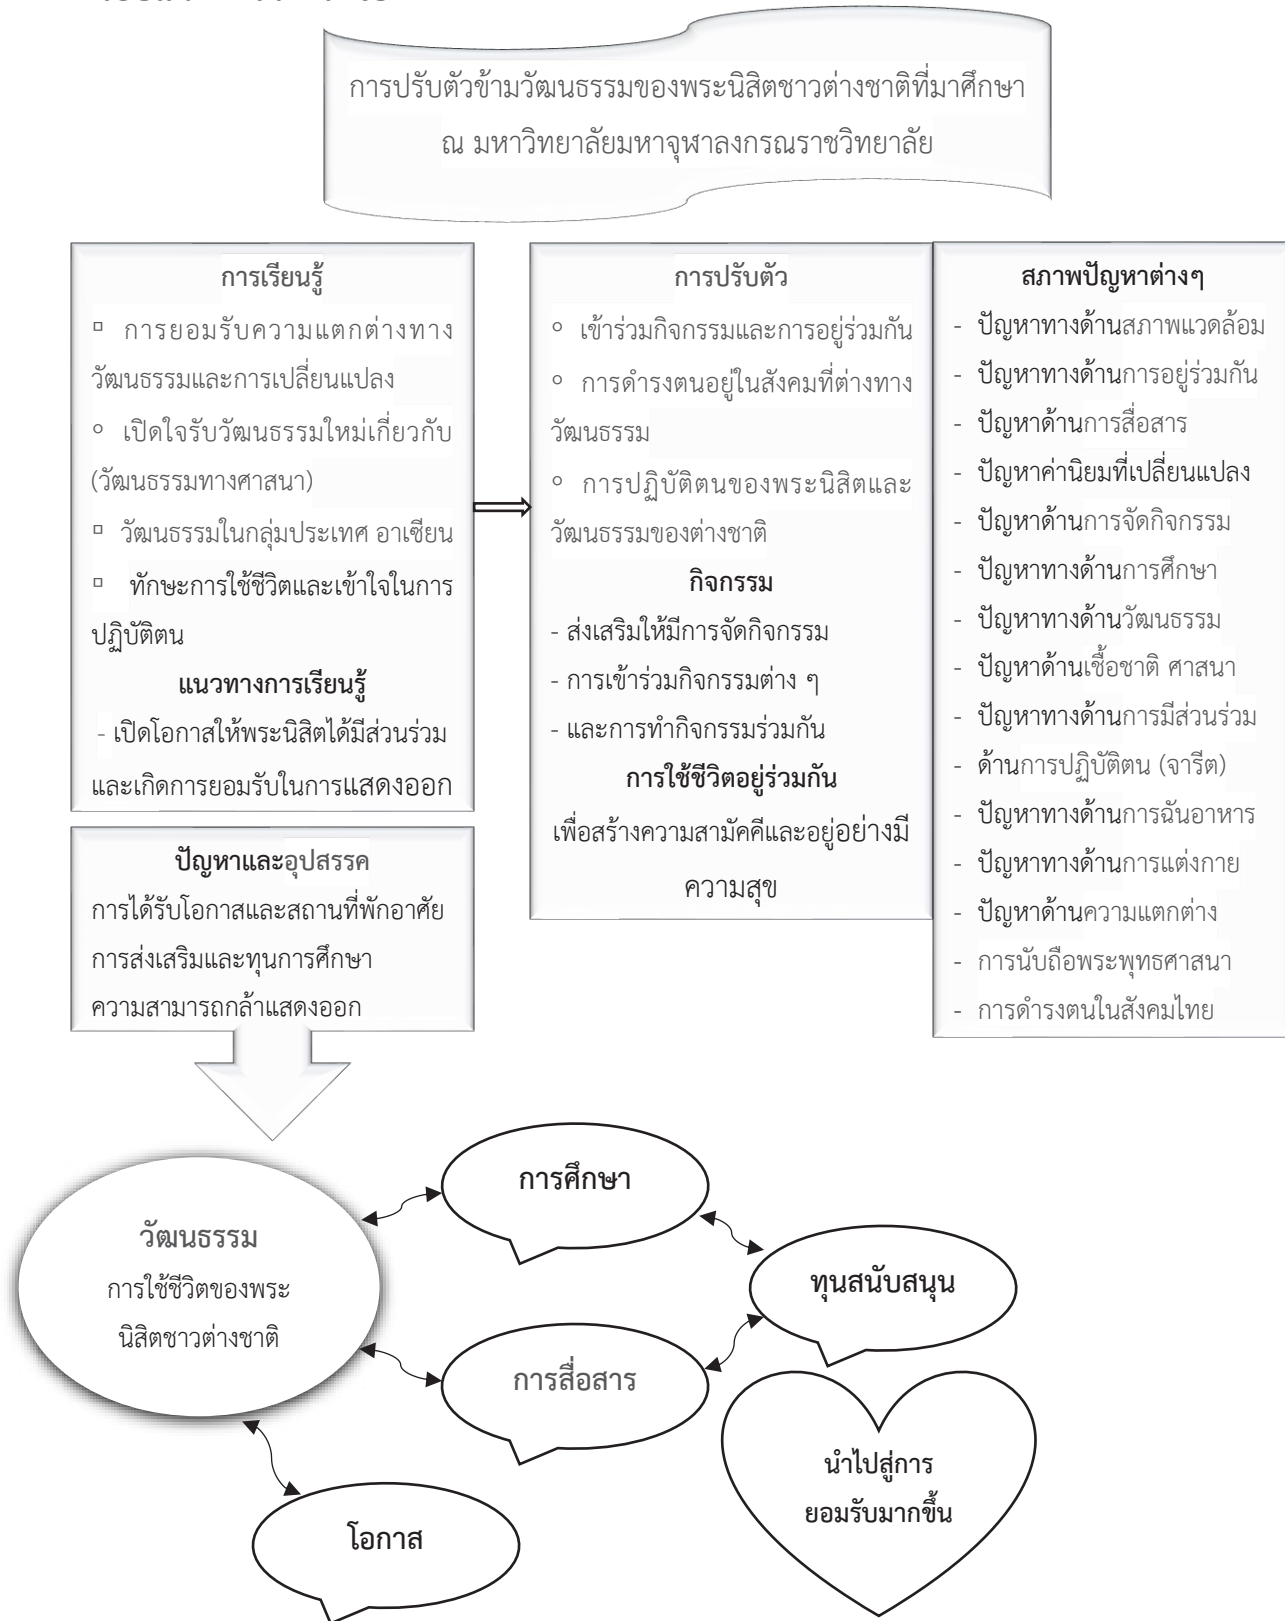 การปรับตัวข้ามวัฒนธรรมของพระนิสิตชาวต่างชาติที่มาศึกษา
ณ มหาวิทยาลัยมหาจุฬาลงกรณราชวิทยาลัย
การเรียนรู้
▫ การยอมรับความแตกต่างทาง
วัฒนธรรมและการเปลี่ยนแปลง
° เปิดใจรับวัฒนธรรมใหม่เกี่ยวกับ
(วัฒนธรรมทางศาสนา)
▫ วัฒนธรรมในกลุ่มประเทศ อาเซียน
▫ ทักษะการใช้ชีวิตและเข้าใจในการ
ปฏิบัติตน
แนวทางการเรียนรู้
- เปิดโอกาสให้พระนิสิตได้มีส่วนร่วม
และเกิดการยอมรับในการแสดงออก
ปัญหาและอุปสรรค
การได้รับโอกาสและสถานที่พักอาศัย
การส่งเสริมและทุนการศึกษา
ความสามารถกล้าแสดงออก
การปรับตัว
° เข้าร่วมกิจกรรมและการอยู่ร่วมกัน
° การดำรงตนอยู่ในสังคมที่ต่างทาง
วัฒนธรรม
° การปฏิบัติตนของพระนิสิตและ
วัฒนธรรมของต่างชาติ
กิจกรรม
- ส่งเสริมให้มีการจัดกิจกรรม
- การเข้าร่วมกิจกรรมต่าง ๆ
- และการทำกิจกรรมร่วมกัน
การใช้ชีวิตอยู่ร่วมกัน
เพื่อสร้างความสามัคคีและอยู่อย่างมี
ความสุข
สภาพปัญหาต่างๆ
- ปัญหาทางด้านสภาพแวดล้อม
- ปัญหาทางด้านการอยู่ร่วมกัน
- ปัญหาด้านการสื่อสาร
- ปัญหาค่านิยมที่เปลี่ยนแปลง
- ปัญหาด้านการจัดกิจกรรม
- ปัญหาทางด้านการศึกษา
- ปัญหาทางด้านวัฒนธรรม
- ปัญหาด้านเชื้อชาติ ศาสนา
- ปัญหาทางด้านการมีส่วนร่วม
- ด้านการปฏิบัติตน (จารีต)
- ปัญหาทางด้านการฉันอาหาร
- ปัญหาทางด้านการแต่งกาย
- ปัญหาด้านความแตกต่าง
- การนับถือพระพุทธศาสนา
- การดำรงตนในสังคมไทย
วัฒนธรรม
การใช้ชีวิตของพระ
นิสิตชาวต่างชาติ
การศึกษา
ทุนสนับสนุน
การสื่อสาร
โอกาส
นำไปสู่การ
ยอมรับมากขึ้น